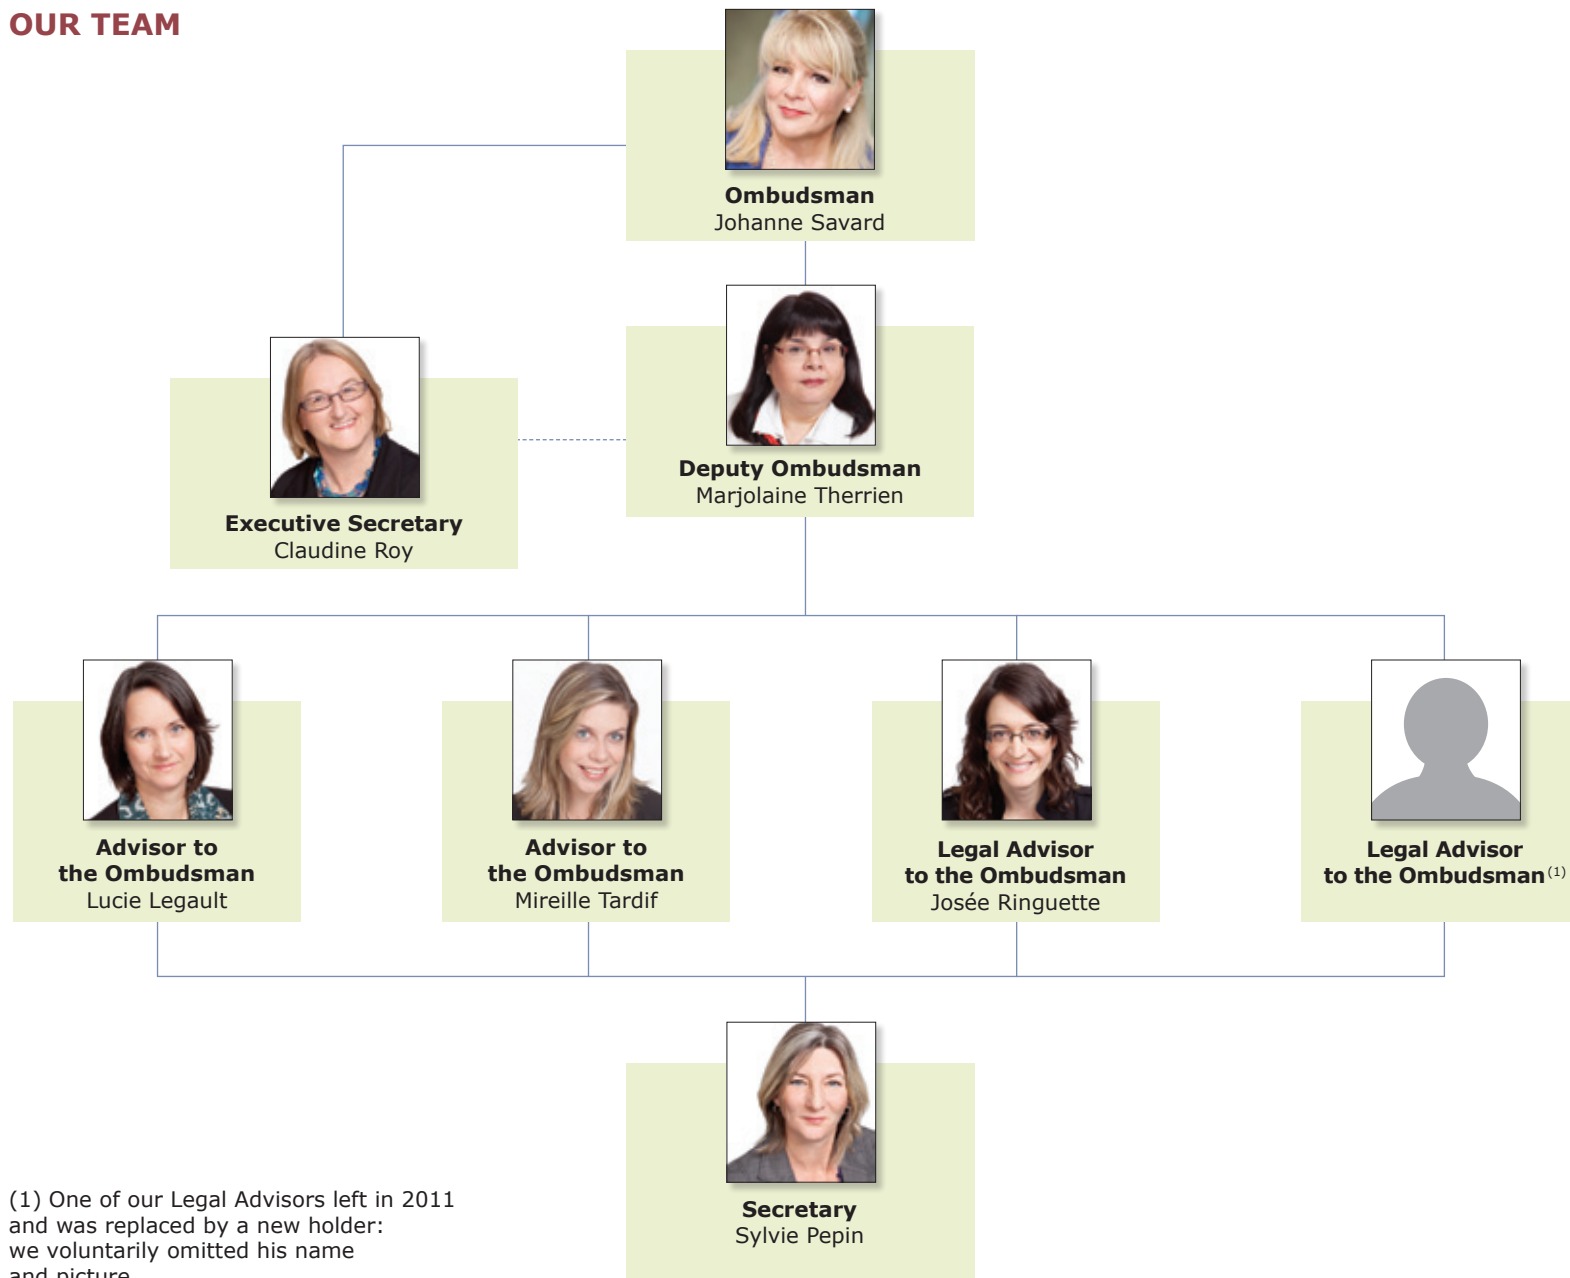 OUR TEAM
Ombudsman
Johanne Savard
Deputy Ombudsman
Marjolaine Therrien
Executive Secretary
Claudine Roy
Advisor to
the Ombudsman
Lucie Legault
Advisor to
the Ombudsman
Mireille Tardif
Legal Advisor
to the Ombudsman
Josée Ringuette
Legal Advisor
to the Ombudsman (1)
Secretary
Sylvie Pepin
(1) One of our Legal Advisors left in 2011
and was replaced by a new holder:
we voluntarily omitted his name
and picture